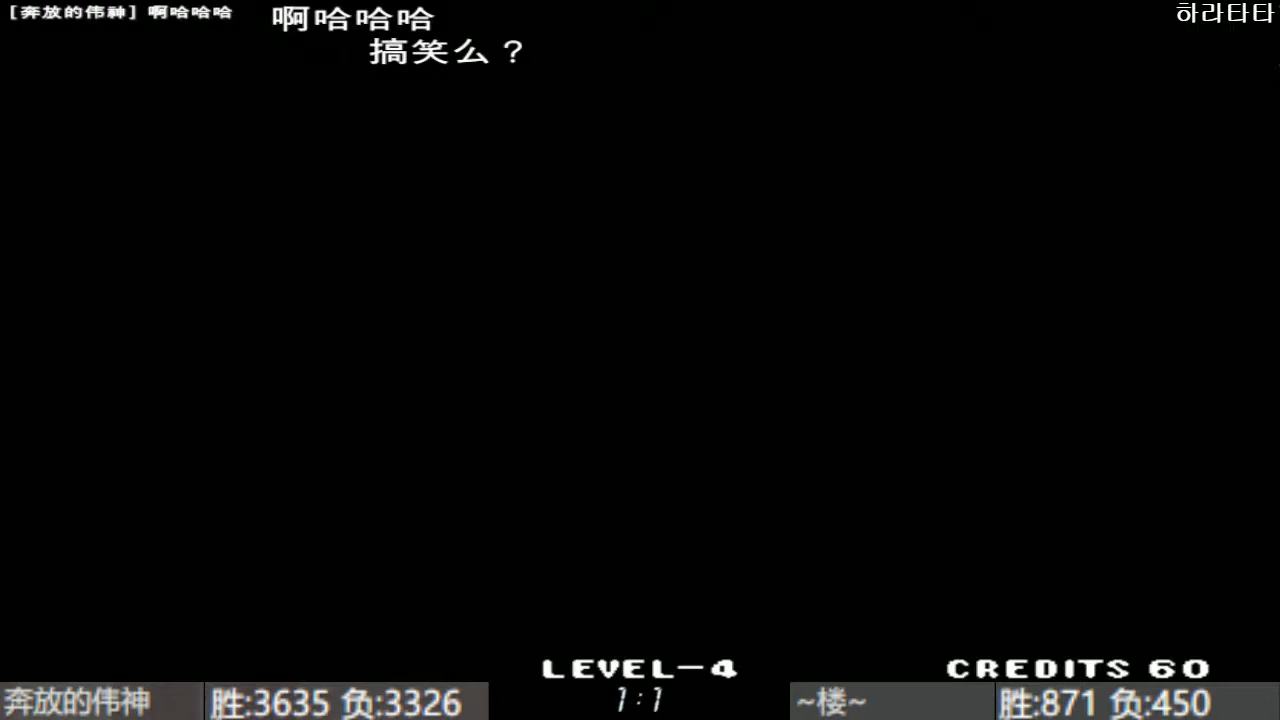 [奔放的伟神] 啊哈哈哈
啊哈哈哈
搞笑么？
하라타타
LEVEL-4
CREDITS 60
奔放的伟神 胜:3635 负:3326
1:1
~楼~ 胜:871 负:450